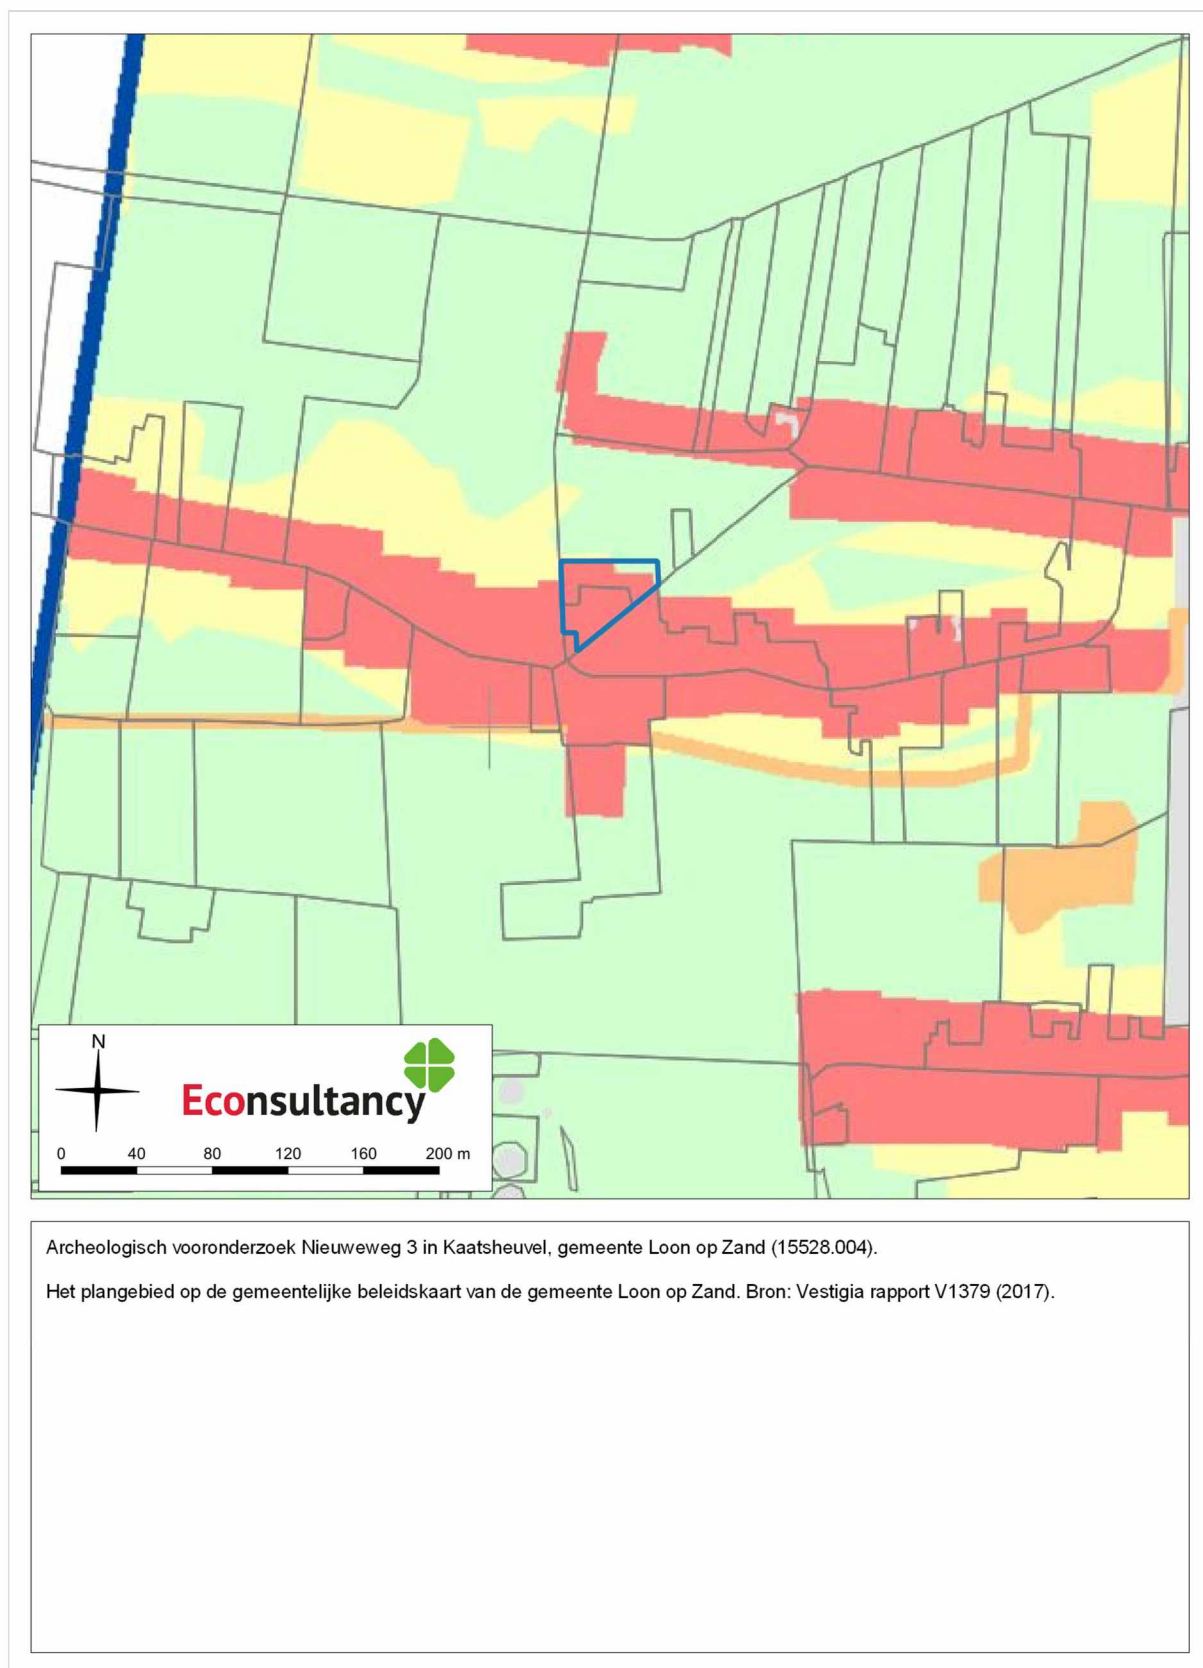 N
Econsultancy
0 40 80 120 160 200 m
Archeologisch vooronderzoek Nieuweweg 3 in Kaatsheuvel, gemeente Loon op Zand (15528.004).
Het plangebied op de gemeentelijke beleidskaart van de gemeente Loon op Zand. Bron: Vestigia rapport V1379 (2017).